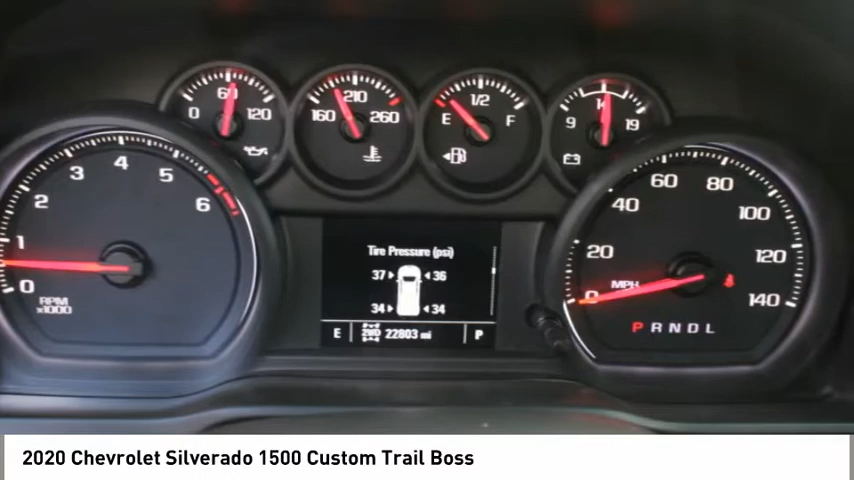 0 60 120
160 210 260
E 1/2 F
9 14 19
0 1 2 3 4 5 6
RPM
x1000
Tire Pressure (psi)
37 36
34 34
E 2WD 22803 mi P
0 20 40 60 80 100 120 140
MPH
PRNDL
2020 Chevrolet Silverado 1500 Custom Trail Boss